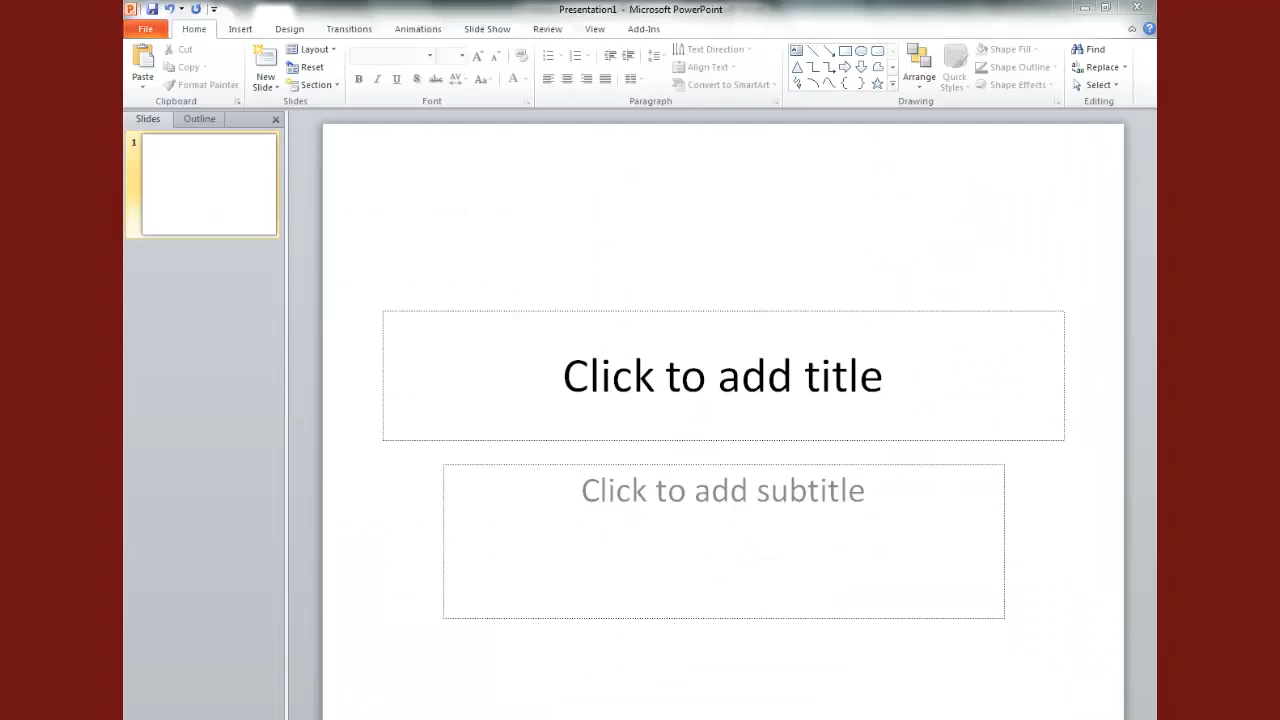 Presentation1 - Microsoft PowerPoint
File Home Insert Design Transitions Animations Slide Show Review View Add-Ins
Paste
Cut
Copy
Format Painter
Clipboard
New Slide
Layout
Reset
Section
Slides
B I U S abc AV Aa A
Font
Text Direction
Align Text
Convert to SmartArt
Paragraph
Arrange
Quick Styles
Shape Fill
Shape Outline
Shape Effects
Drawing
Find
Replace
Select
Editing
Slides Outline
1
Click to add title
Click to add subtitle